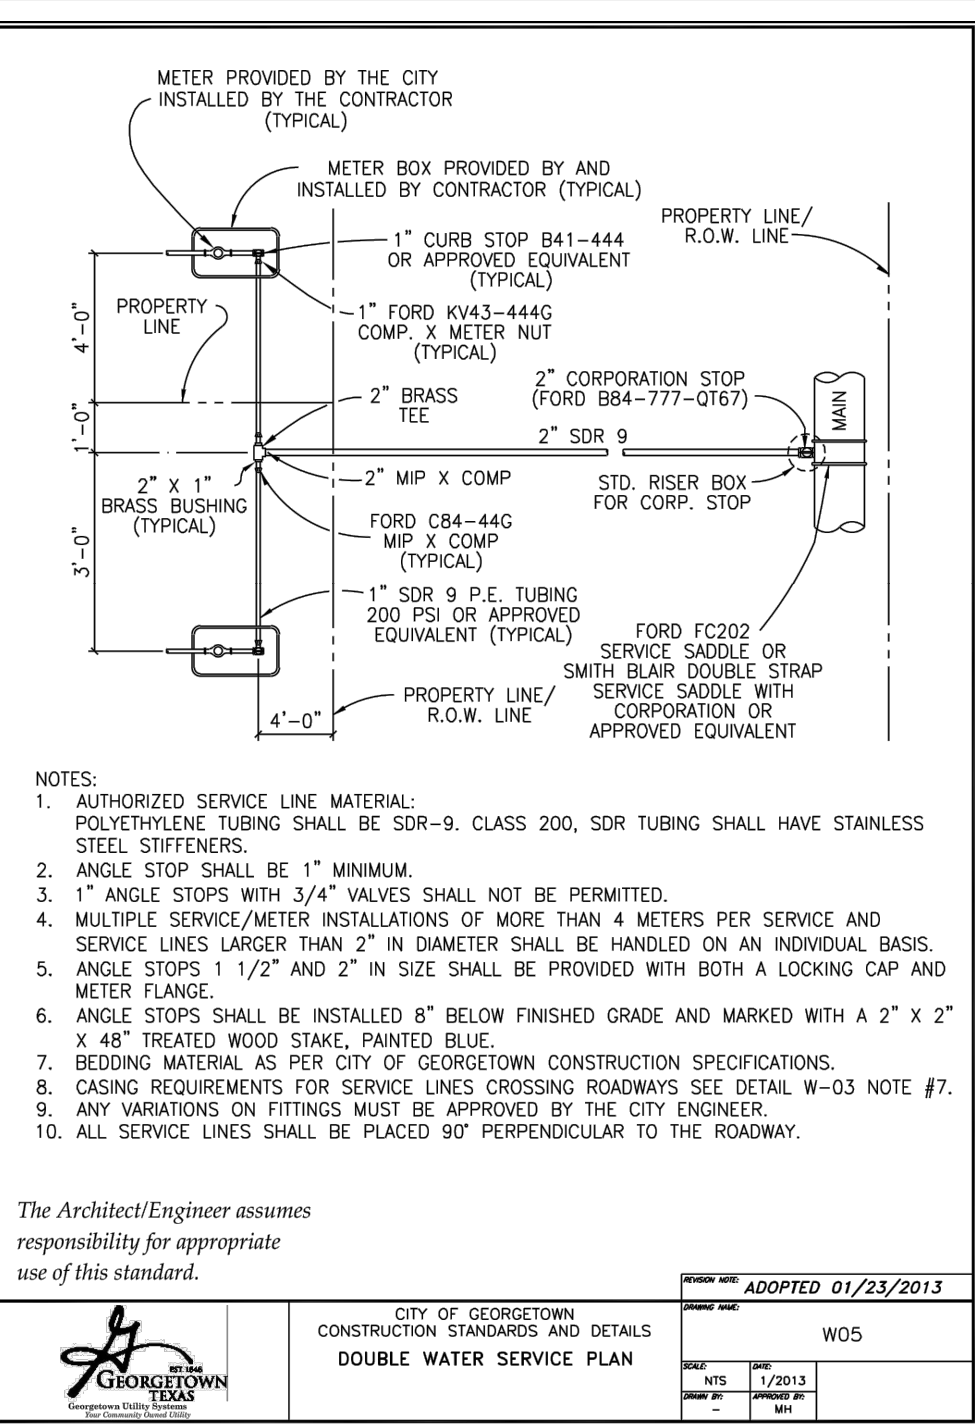 METER PROVIDED BY THE CITY
INSTALLED BY THE CONTRACTOR
(TYPICAL)
METER BOX PROVIDED BY AND
INSTALLED BY CONTRACTOR (TYPICAL)
PROPERTY LINE/
R.O.W. LINE
1" CURB STOP B41-444
OR APPROVED EQUIVALENT
(TYPICAL)
4'-0"
PROPERTY
LINE
1" FORD KV43-444G
COMP. X METER NUT
(TYPICAL)
2" CORPORATION STOP
(FORD B84-777-QT67)
MAIN
2" BRASS
TEE
1'-0"
2" SDR 9
2" X 1"
BRASS BUSHING
(TYPICAL)
2" MIP X COMP
STD. RISER BOX
FOR CORP. STOP
FORD C84-44G
MIP X COMP
(TYPICAL)
3'-0"
1" SDR 9 P.E. TUBING
200 PSI OR APPROVED
EQUIVALENT (TYPICAL)
FORD FC202
SERVICE SADDLE OR
SMITH BLAIR DOUBLE STRAP
SERVICE SADDLE WITH
CORPORATION OR
APPROVED EQUIVALENT
PROPERTY LINE/
R.O.W. LINE
4'-0"
NOTES:
1. AUTHORIZED SERVICE LINE MATERIAL:
POLYETHYLENE TUBING SHALL BE SDR-9. CLASS 200, SDR TUBING SHALL HAVE STAINLESS
STEEL STIFFENERS.
2. ANGLE STOP SHALL BE 1" MINIMUM.
3. 1" ANGLE STOPS WITH 3/4" VALVES SHALL NOT BE PERMITTED.
4. MULTIPLE SERVICE/METER INSTALLATIONS OF MORE THAN 4 METERS PER SERVICE AND
SERVICE LINES LARGER THAN 2" IN DIAMETER SHALL BE HANDLED ON AN INDIVIDUAL BASIS.
5. ANGLE STOPS 1 1/2" AND 2" IN SIZE SHALL BE PROVIDED WITH BOTH A LOCKING CAP AND
METER FLANGE.
6. ANGLE STOPS SHALL BE INSTALLED 8" BELOW FINISHED GRADE AND MARKED WITH A 2" X 2"
X 48" TREATED WOOD STAKE, PAINTED BLUE.
7. BEDDING MATERIAL AS PER CITY OF GEORGETOWN CONSTRUCTION SPECIFICATIONS.
8. CASING REQUIREMENTS FOR SERVICE LINES CROSSING ROADWAYS SEE DETAIL W-03 NOTE #7.
9. ANY VARIATIONS ON FITTINGS MUST BE APPROVED BY THE CITY ENGINEER.
10. ALL SERVICE LINES SHALL BE PLACED 90° PERPENDICULAR TO THE ROADWAY.
The Architect/Engineer assumes
responsibility for appropriate
use of this standard.
REVISION NOTE:
ADOPTED 01/23/2013
G
EST. 1848
GEORGETOWN
TEXAS
Georgetown Utility Systems
Your Community Owned Utility
CITY OF GEORGETOWN
CONSTRUCTION STANDARDS AND DETAILS
DOUBLE WATER SERVICE PLAN
DRAWING NAME:
W05
SCALE:
NTS
DATE:
1/2013
DRAWN BY:
-
APPROVED BY:
MH